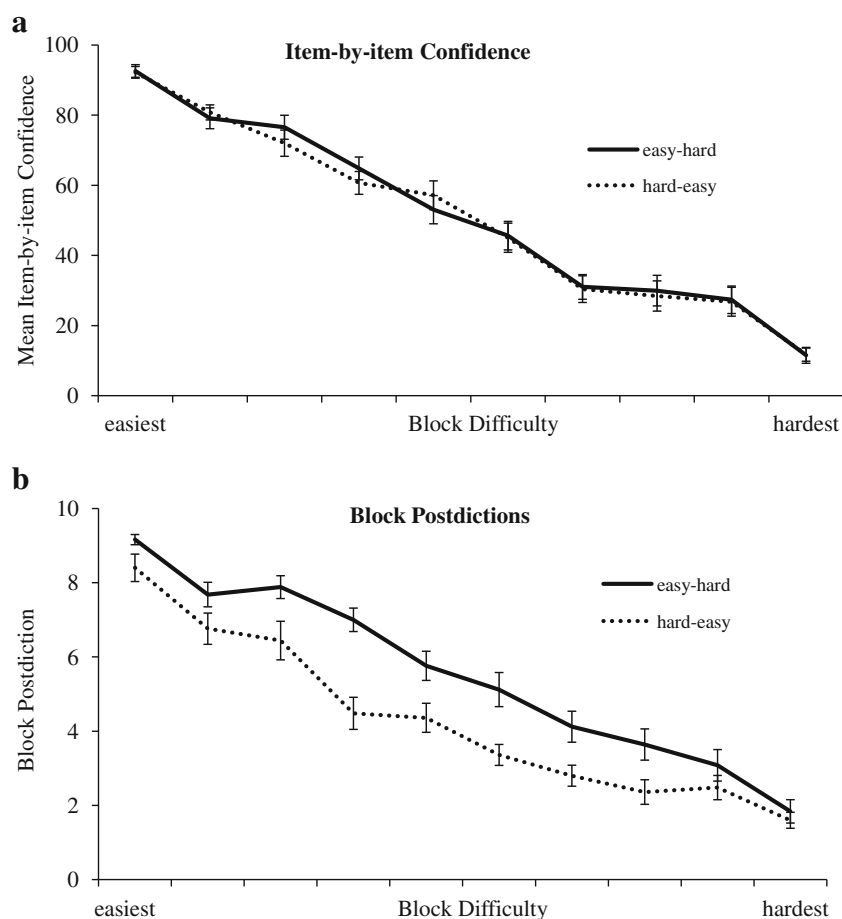 a
Item-by-item Confidence
Mean Item-by-item Confidence
100
80
60
40
20
0
easy-hard
hard-easy
easiest Block Difficulty hardest
b
Block Postdictions
Block Postdiction
10
8
6
4
2
0
easy-hard
hard-easy
easiest Block Difficulty hardest